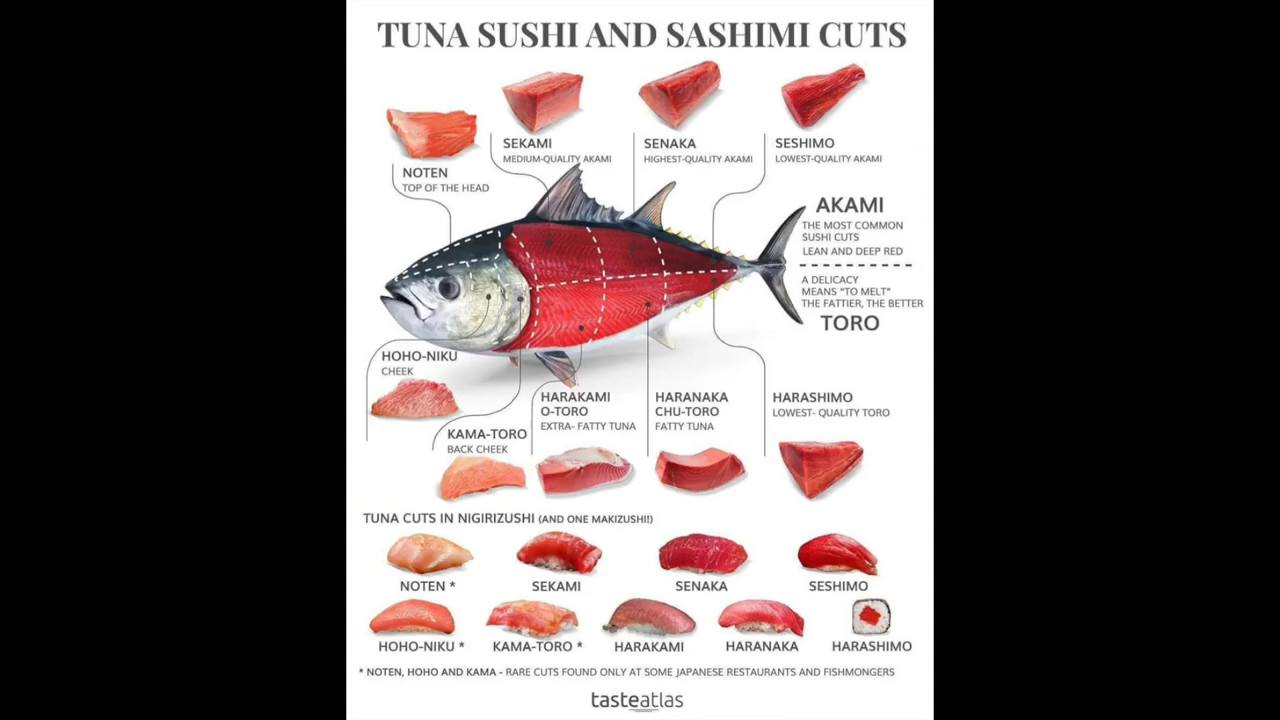 TUNA SUSHI AND SASHIMI CUTS
NOTEN
TOP OF THE HEAD
SEKAMI
MEDIUM-QUALITY AKAMI
SENAKA
HIGHEST-QUALITY AKAMI
SESHIMO
LOWEST-QUALITY AKAMI
AKAMI
THE MOST COMMON
SUSHI CUTS
LEAN AND DEEP RED
A DELICACY
MEANS "TO MELT"
THE FATTIER, THE BETTER
TORO
HOHO-NIKU
CHEEK
KAMA-TORO
BACK CHEEK
HARAKAMI
O-TORO
EXTRA- FATTY TUNA
HARANAKA
CHU-TORO
FATTY TUNA
HARASHIMO
LOWEST- QUALITY TORO
TUNA CUTS IN NIGIRIZUSHI (AND ONE MAKIZUSHI!)
NOTEN *
SEKAMI
SENAKA
SESHIMO
HOHO-NIKU *
KAMA-TORO *
HARAKAMI
HARANAKA
HARASHIMO
* NOTEN, HOHO AND KAMA - RARE CUTS FOUND ONLY AT SOME JAPANESE RESTAURANTS AND FISHMONGERS
tasteatlas